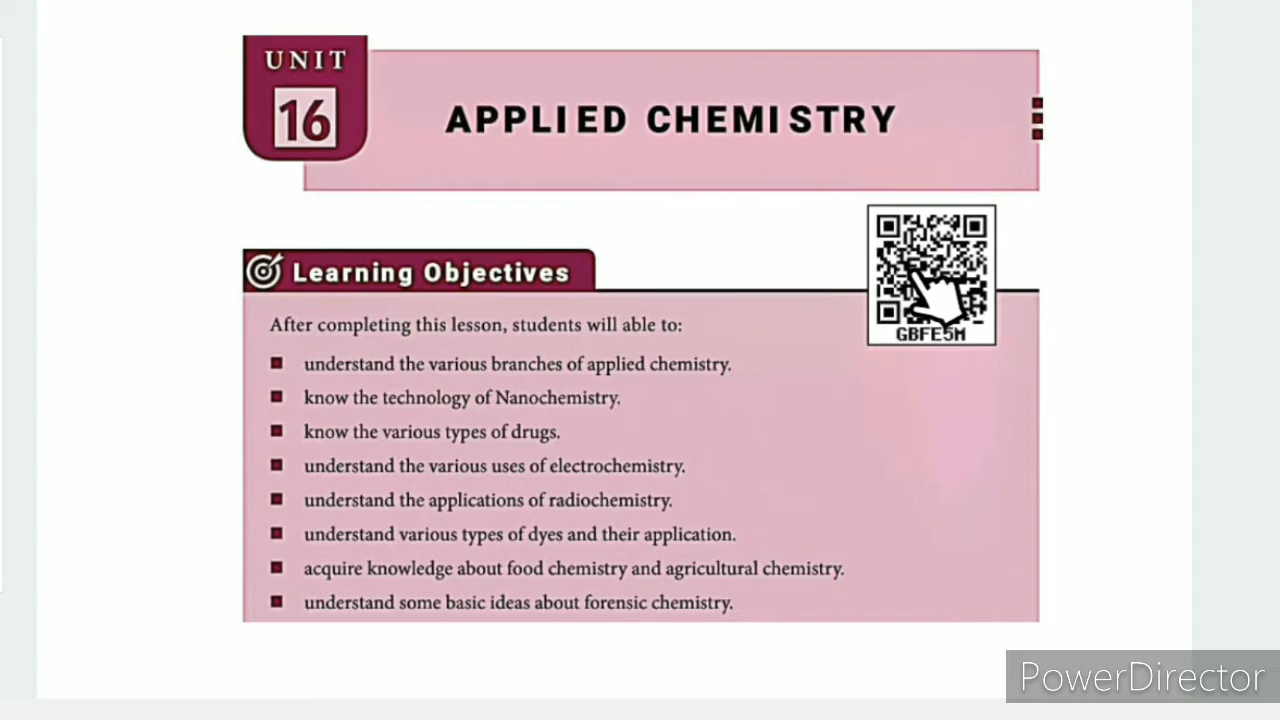 UNIT
16
APPLIED CHEMISTRY
GBFE5M
Learning Objectives
After completing this lesson, students will able to:
understand the various branches of applied chemistry.
know the technology of Nanochemistry.
know the various types of drugs.
understand the various uses of electrochemistry.
understand the applications of radiochemistry.
understand various types of dyes and their application.
acquire knowledge about food chemistry and agricultural chemistry.
understand some basic ideas about forensic chemistry.
PowerDirector